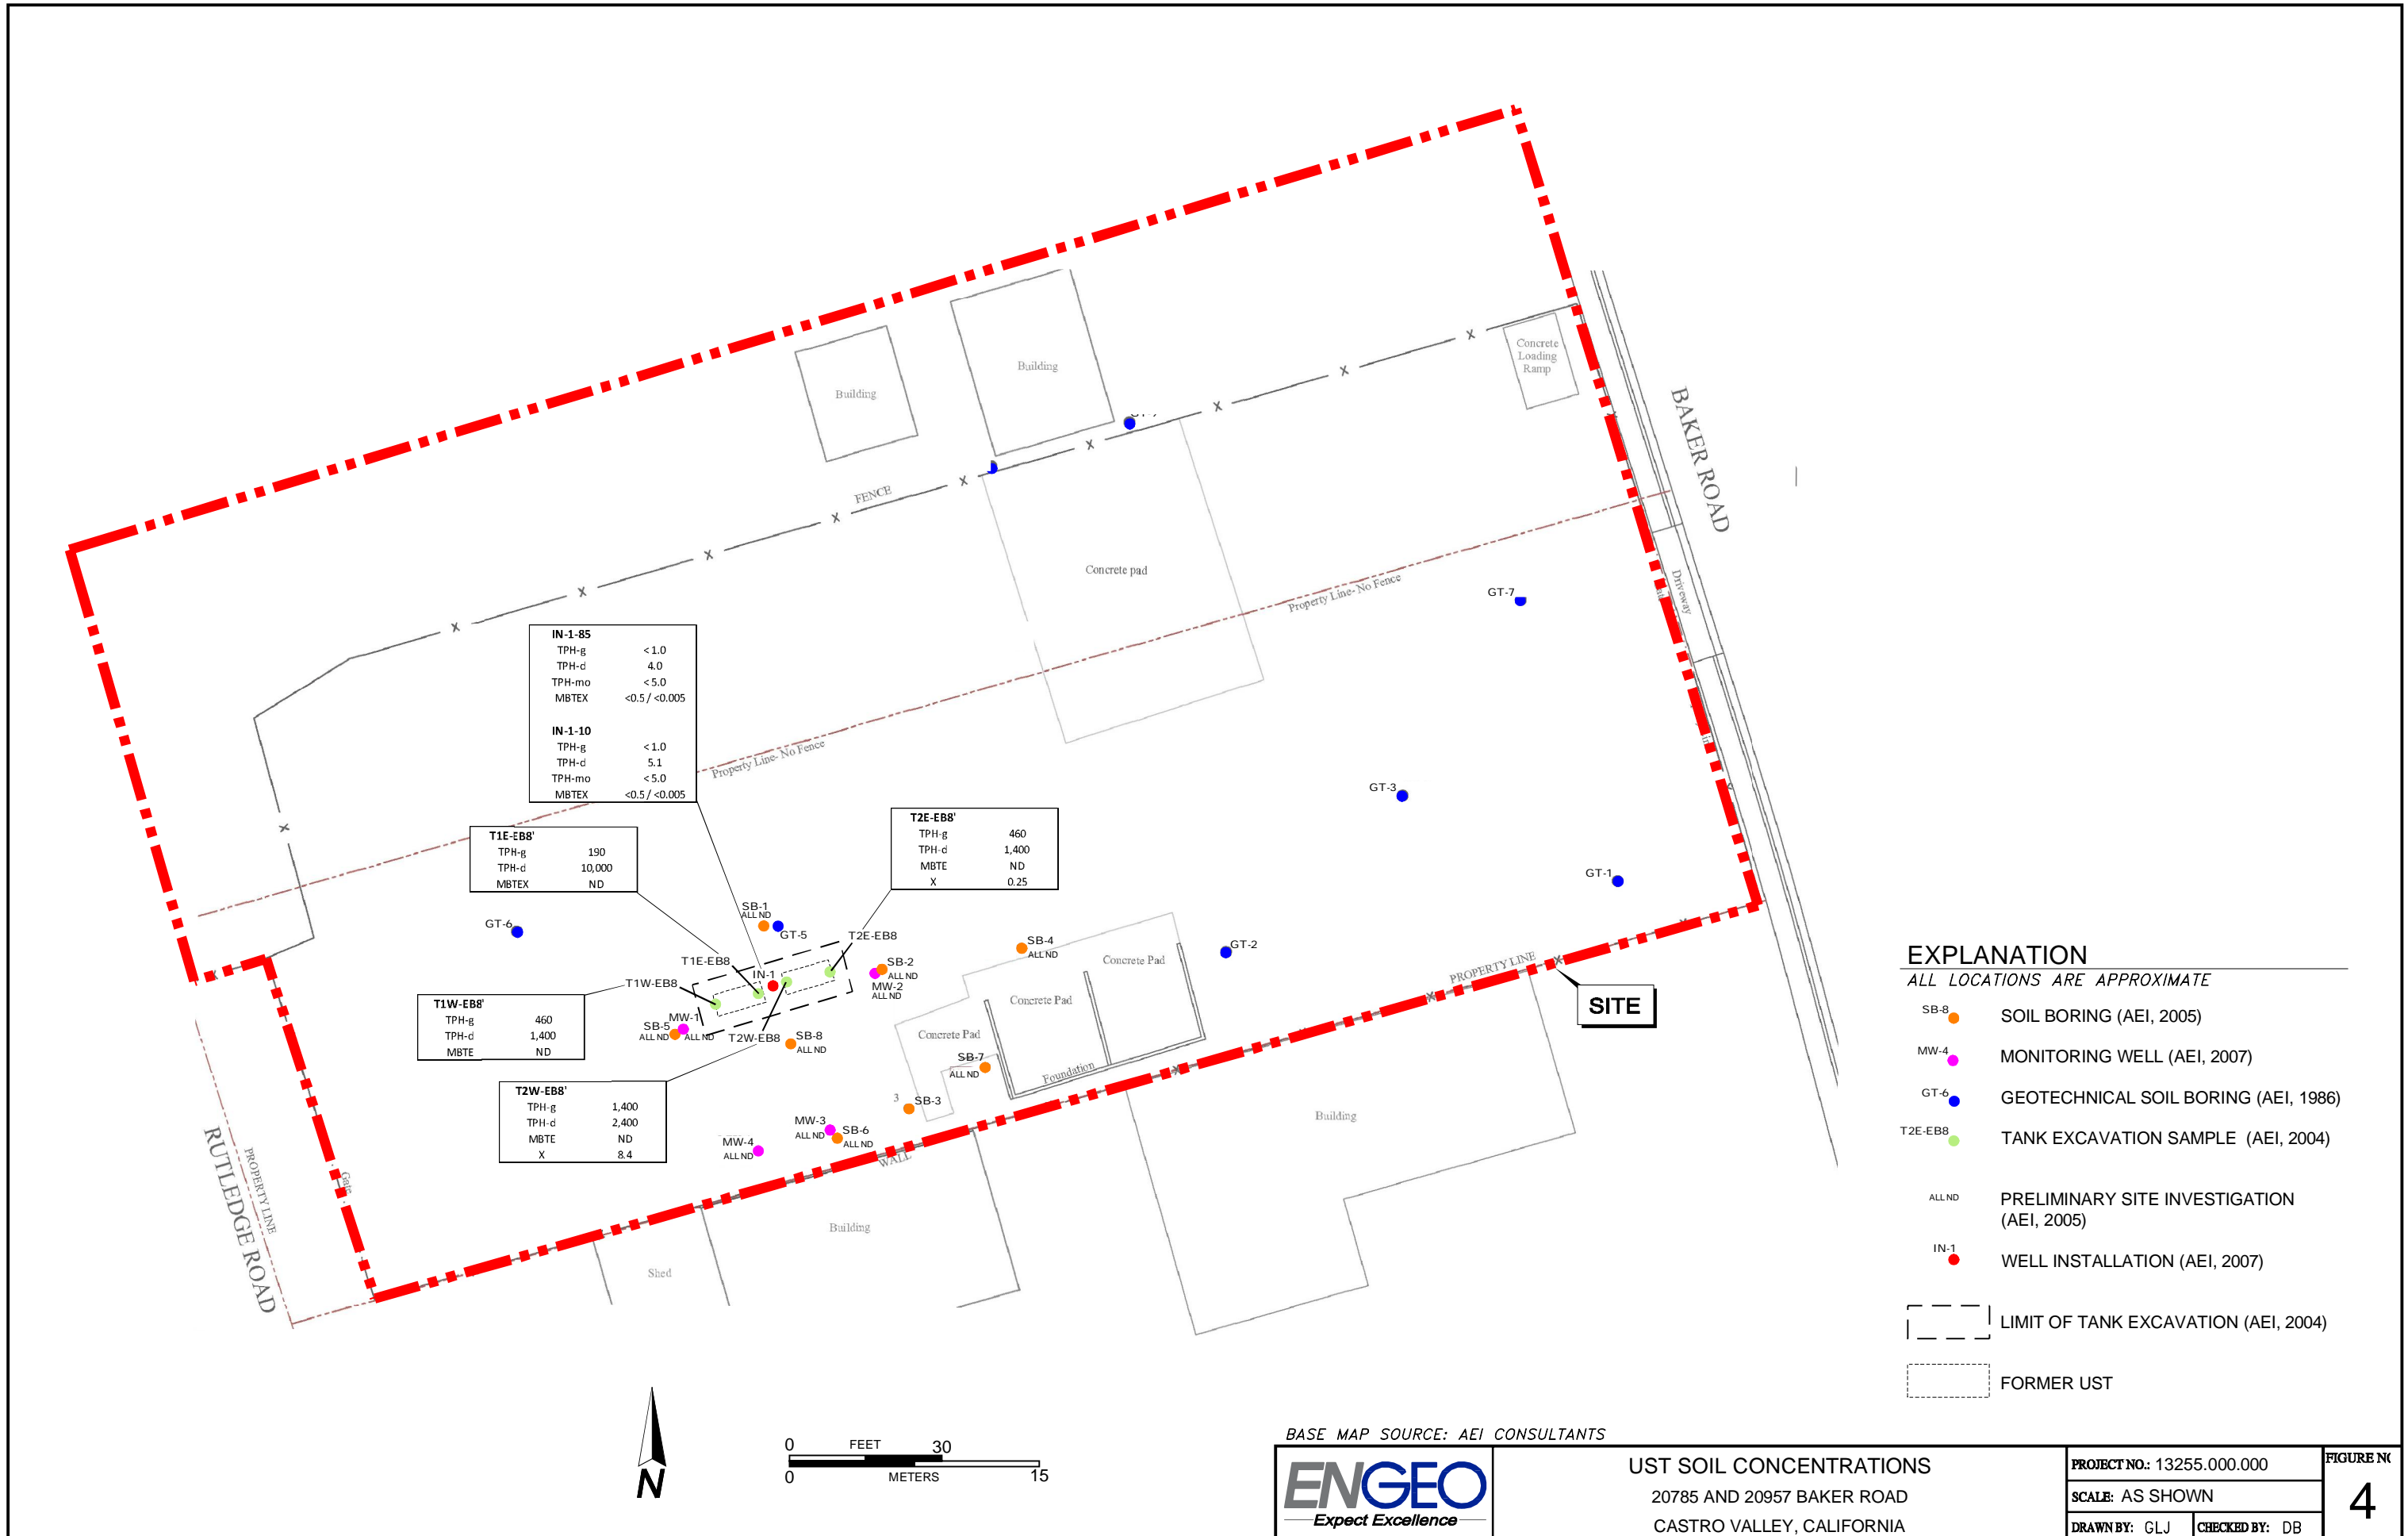 Building
Building
Concrete
Loading
Ramp
BAKER ROAD
FENCE
Concrete pad
Property Line- No Fence
Driveway
GT-7
IN-1-85
TPH-g <1.0
TPH-d 4.0
TPH-mo <5.0
MBTEX <0.5 / <0.005
IN-1-10
TPH-g <1.0
TPH-d 5.1
TPH-mo <5.0
MBTEX <0.5 / <0.005
Property Line- No Fence
GT-3
T1E-EB8'
TPH-g 190
TPH-d 10,000
MBTEX ND
T2E-EB8'
TPH-g 460
TPH-d 1,400
MBTE ND
X 0.25
GT-1
GT-6
SB-1
ALL ND
GT-5
T2E-EB8
SB-4
ALL ND
GT-2
T1E-EB8
IN-1
SB-2
ALL ND
MW-2
ALL ND
Concrete Pad
PROPERTY LINE
T1W-EB8
Concrete Pad
SITE
T1W-EB8'
TPH-g 460
TPH-d 1,400
MBTE ND
MW-1
SB-5
ALL ND
ALL ND
T2W-EB8
SB-8
ALL ND
Concrete Pad
SB-7
ALL ND
Foundation
T2W-EB8'
TPH-g 1,400
TPH-d 2,400
MBTE ND
X 8.4
3
SB-3
MW-3
ALL ND
SB-6
ALL ND
MW-4
ALL ND
WALL
Building
Building
Shed
Gate
PROPERTY LINE
RUTLEDGE ROAD
EXPLANATION
ALL LOCATIONS ARE APPROXIMATE
SB-8 SOIL BORING (AEI, 2005)
MW-4 MONITORING WELL (AEI, 2007)
GT-6 GEOTECHNICAL SOIL BORING (AEI, 1986)
T2E-EB8 TANK EXCAVATION SAMPLE (AEI, 2004)
ALL ND PRELIMINARY SITE INVESTIGATION
(AEI, 2005)
IN-1 WELL INSTALLATION (AEI, 2007)
LIMIT OF TANK EXCAVATION (AEI, 2004)
FORMER UST
N
0 FEET 30
0 METERS 15
BASE MAP SOURCE: AEI CONSULTANTS
ENGEO
Expect Excellence
UST SOIL CONCENTRATIONS
20785 AND 20957 BAKER ROAD
CASTRO VALLEY, CALIFORNIA
PROJECT NO.: 13255.000.000
SCALE: AS SHOWN
DRAWN BY: GLJ CHECKED BY: DB
FIGURE NO
4